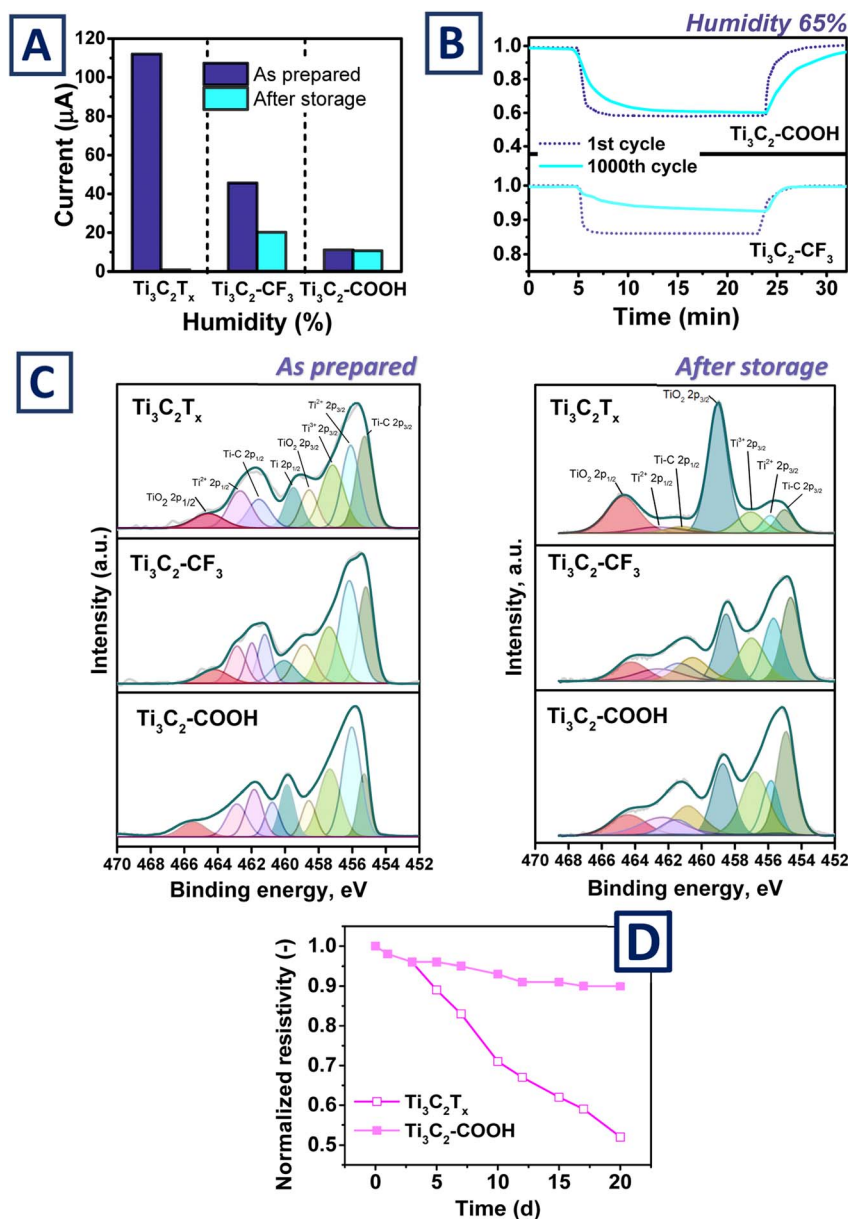 A
Current (μA)
120
100
80
60
40
20
0
As prepared
After storage
Ti₃C₂Tₓ
Ti₃C₂-CF₃
Ti₃C₂-COOH
Humidity (%)
B
Humidity 65%
1.0
0.8
0.6
0.4
1st cycle
1000th cycle
Ti₃C₂-COOH
1.0
0.9
0.8
Ti₃C₂-CF₃
0 5 10 15 20 25 30
Time (min)
C
As prepared
Intensity (a.u.)
Ti₃C₂Tₓ
TiO₂ 2p₁/₂
Ti²⁺ 2p₁/₂
Ti-C 2p₁/₂
Ti 2p₁/₂
TiO₂ 2p₃/₂
Ti³⁺ 2p₃/₂
Ti²⁺ 2p₃/₂
Ti-C 2p₃/₂
Ti₃C₂-CF₃
Ti₃C₂-COOH
470 468 466 464 462 460 458 456 454 452
Binding energy, eV
After storage
Intensity, a.u.
Ti₃C₂Tₓ
TiO₂ 2p₁/₂
Ti²⁺ 2p₁/₂
Ti-C 2p₁/₂
TiO₂ 2p₃/₂
Ti³⁺2p₃/₂
Ti²⁺ 2p₃/₂
Ti-C 2p₃/₂
Ti₃C₂-CF₃
Ti₃C₂-COOH
470 468 466 464 462 460 458 456 454 452
Binding energy, eV
D
Normalized resistivity (-)
1.0
0.9
0.8
0.7
0.6
0.5
Ti₃C₂Tₓ
Ti₃C₂-COOH
0 5 10 15 20
Time (d)